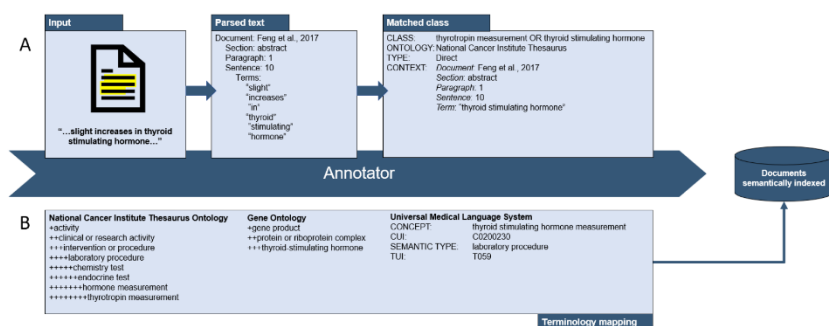 A
Input
"…slight increases in thyroid
stimulating hormone…"
Parsed text
Document. Feng et al., 2017
Section: abstract
Paragraph: 1
Sentence: 10
Terms:
"slight"
"increases"
"in"
"thyroid"
"stimulating"
"hormone"
Matched class
CLASS: thyrotropin measurement OR thyroid stimulating hormone
ONTOLOGY: National Cancer Institute Thesaurus
TYPE: Direct
CONTEXT: Document: Feng et al., 2017
Section: abstract
Paragraph: 1
Sentence: 10
Term: "thyroid stimulating hormone"
Annotator
Documents
semantically indexed
B
National Cancer Institute Thesaurus Ontology
+activity
++clinical or research activity
+++intervention or procedure
++++laboratory procedure
+++++chemistry test
++++++endocrine test
+++++++hormone measurement
++++++++thyrotropin measurement
Gene Ontology
+gene product
++protein or riboprotein complex
+++thyroid-stimulating hormone
Universal Medical Language System
CONCEPT: thyroid stimulating hormone measurement
CUI: C0200230
SEMANTIC TYPE: laboratory procedure
TUI: T059
Terminology mapping